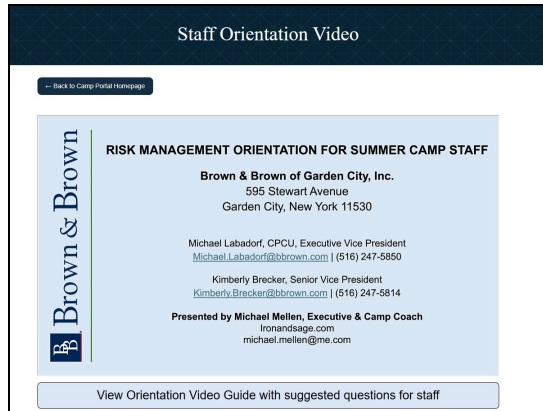 Staff Orientation Video
← Back to Camp Portal Homepage
Brown & Brown
BB
RISK MANAGEMENT ORIENTATION FOR SUMMER CAMP STAFF
Brown & Brown of Garden City, Inc.
595 Stewart Avenue
Garden City, New York 11530
Michael Labadorf, CPCU, Executive Vice President
Michael.Labadorf@bbrown.com | (516) 247-5850
Kimberly Brecker, Senior Vice President
Kimberly.Brecker@bbrown.com | (516) 247-5814
Presented by Michael Mellen, Executive & Camp Coach
Ironandsage.com
michael.mellen@me.com
View Orientation Video Guide with suggested questions for staff